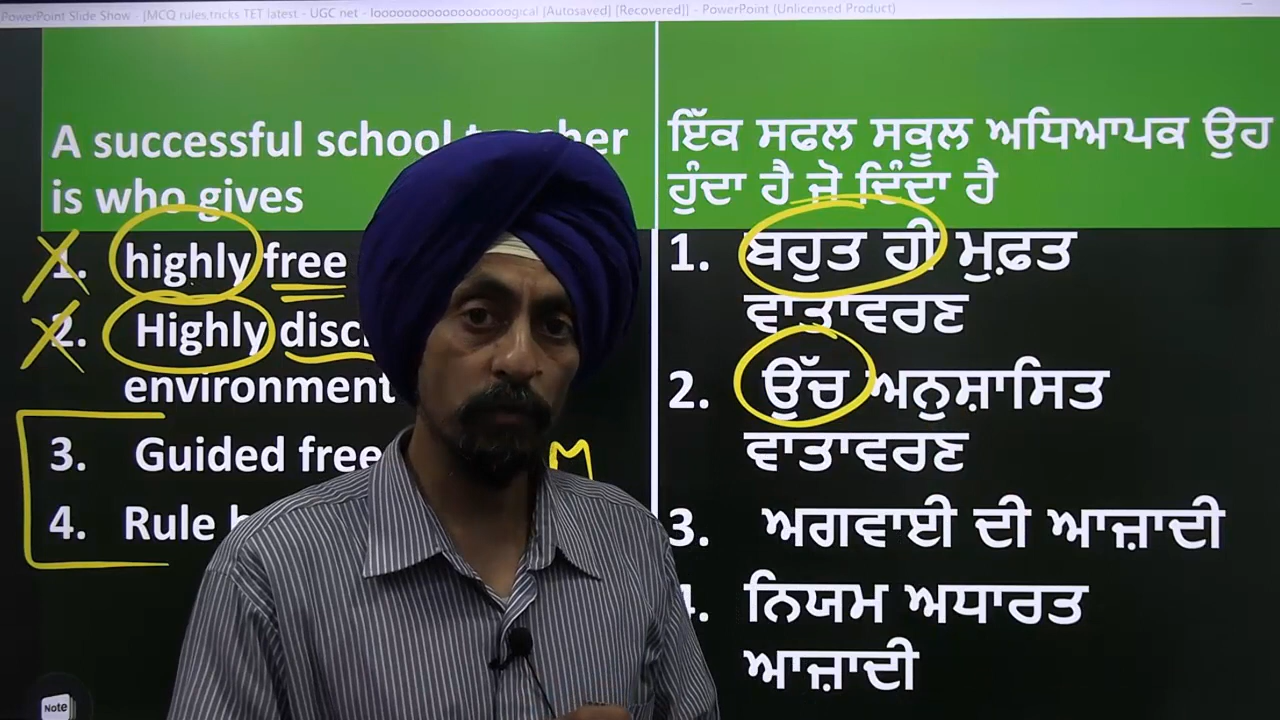 PowerPoint Slide Show - [MCQ rules,tricks TET latest - UGC net - loooooooooooooooooogical [Autosaved] [Recovered]] - PowerPoint (Unlicensed Product)
A successful school
is who gives
1. highly free
2. Highly
environment
3. Guided
4. Rule
M
ਇੱਕ ਸਫਲ ਸਕੂਲ ਅਧਿਆਪਕ ਉਹ
ਹੁੰਦਾ ਹੈ ਜੋ ਦਿੰਦਾ ਹੈ
1. ਬਹੁਤ ਹੀ ਮੁਫ਼ਤ
ਵਾਤਾਵਰਣ
2. ਉੱਚ ਅਨੁਸ਼ਾਸਿਤ
ਵਾਤਾਵਰਣ
3. ਅਗਵਾਈ ਦੀ ਆਜ਼ਾਦੀ
4. ਨਿਯਮ ਅਧਾਰਤ
ਆਜ਼ਾਦੀ
Note